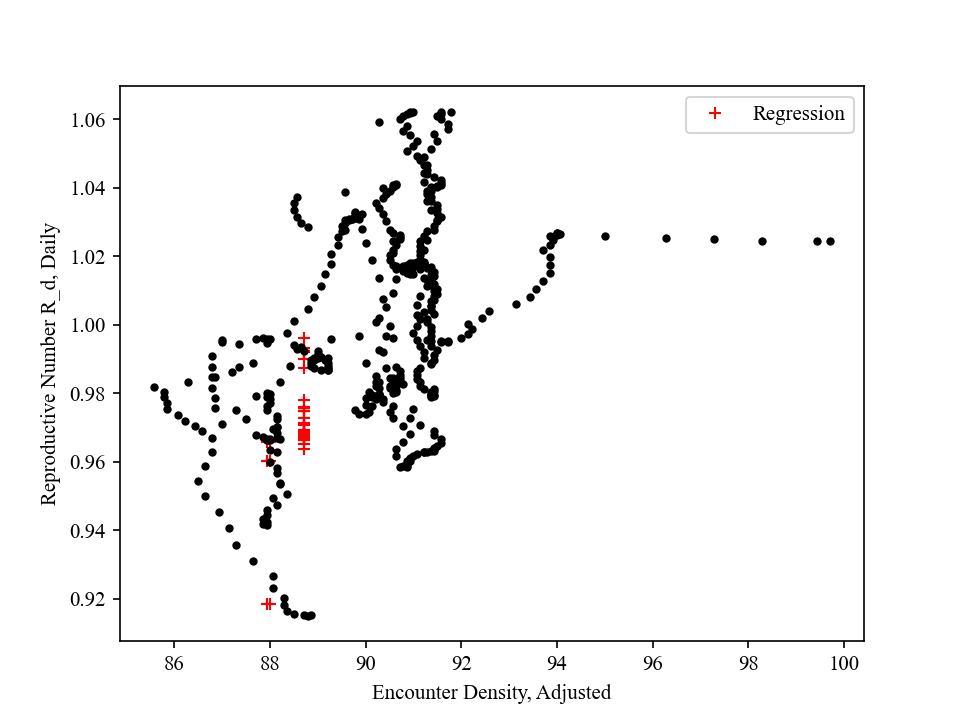 Regression
1.06
1.04
1.02
1.00
0.98
0.96
0.94
0.92
Reproductive Number R_d, Daily
86 88 90 92 94 96 98 100
Encounter Density, Adjusted